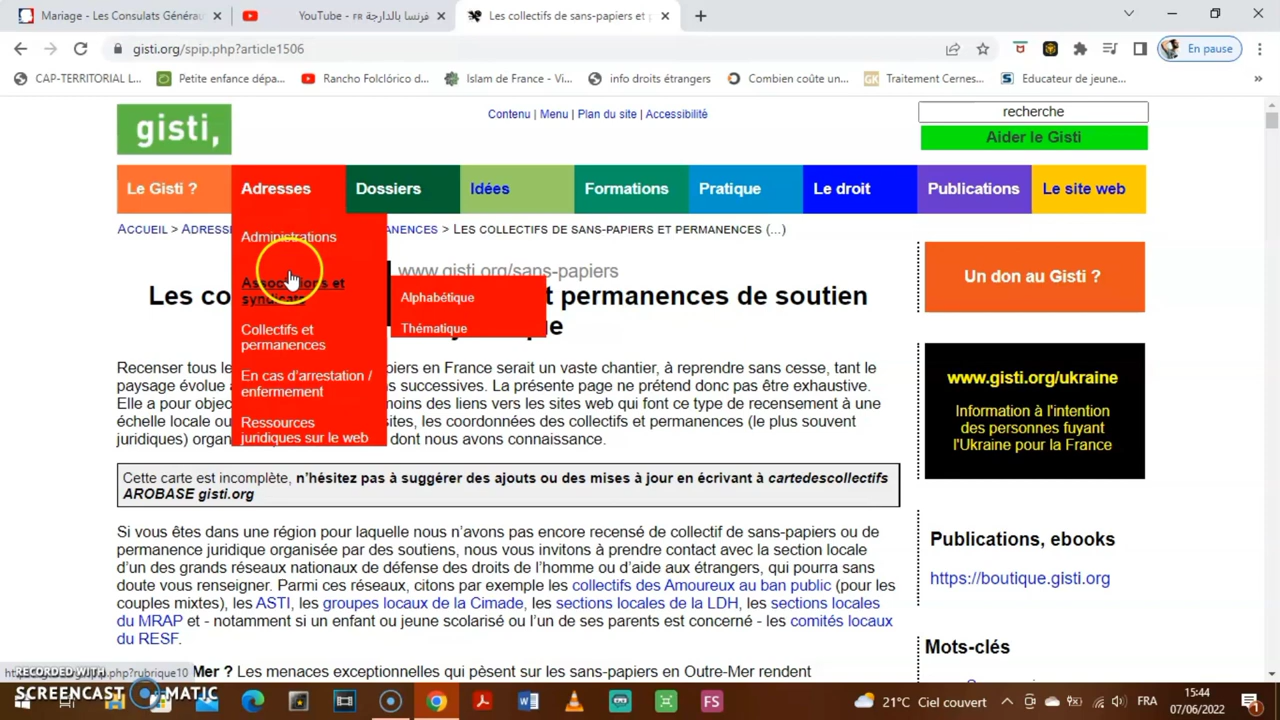 Mariage - Les Consulats Générau
YouTube - فرنسا بالدارجة FR
Les collectifs de sans-papiers et
gisti.org/spip.php?article1506
En pause
CAP-TERRITORIAL L...
Petite enfance dépa...
Rancho Folclórico d...
Islam de France - Vi...
info droits étrangers
Combien coûte un...
Traitement Cernes...
Educateur de jeune...
gisti,
Contenu | Menu | Plan du site | Accessibilité
recherche
Aider le Gisti
Le Gisti ?
Adresses
Dossiers
Idées
Formations
Pratique
Le droit
Publications
Le site web
ACCUEIL > ADRESS
ANENCES > LES COLLECTIFS DE SANS-PAPIERS ET PERMANENCES (...)
Administrations
Associations et
syndicats
Collectifs et
permanences
En cas d'arrestation /
enfermement
Ressources
juridiques sur le web
Alphabétique
Thématique
www.gisti.org/sans-papiers
Les co
t permanences de soutien
ue
Recenser tous le
piers en France serait un vaste chantier, à reprendre sans cesse, tant le
paysage évolue a
s successives. La présente page ne prétend donc pas être exhaustive.
Elle a pour objec
moins des liens vers les sites web qui font ce type de recensement à une
échelle locale ou
sites, les coordonnées des collectifs et permanences (le plus souvent
juridiques) organ
dont nous avons connaissance.
Cette carte est incomplète, n'hésitez pas à suggérer des ajouts ou des mises à jour en écrivant à cartedescollectifs
AROBASE gisti.org
Si vous êtes dans une région pour laquelle nous n'avons pas encore recensé de collectif de sans-papiers ou de
permanence juridique organisée par des soutiens, nous vous invitons à prendre contact avec la section locale
d'un des grands réseaux nationaux de défense des droits de l'homme ou d'aide aux étrangers, qui pourra sans
doute vous renseigner. Parmi ces réseaux, citons par exemple les collectifs des Amoureux au ban public (pour les
couples mixtes), les ASTI, les groupes locaux de la Cimade, les sections locales de la LDH, les sections locales
du MRAP et - notamment si un enfant ou jeune scolarisé ou l'un de ses parents est concerné - les comités locaux
du RESF.
Mer ? Les menaces exceptionnelles qui pèsent sur les sans-papiers en Outre-Mer rendent
Un don au Gisti ?
www.gisti.org/ukraine
Information à l'intention
des personnes fuyant
l'Ukraine pour la France
Publications, ebooks
https://boutique.gisti.org
Mots-clés
.php?rubrique10
RECORDED WITH
SCREENCAST MATIC
21°C Ciel couvert
FRA
15:44
07/06/2022